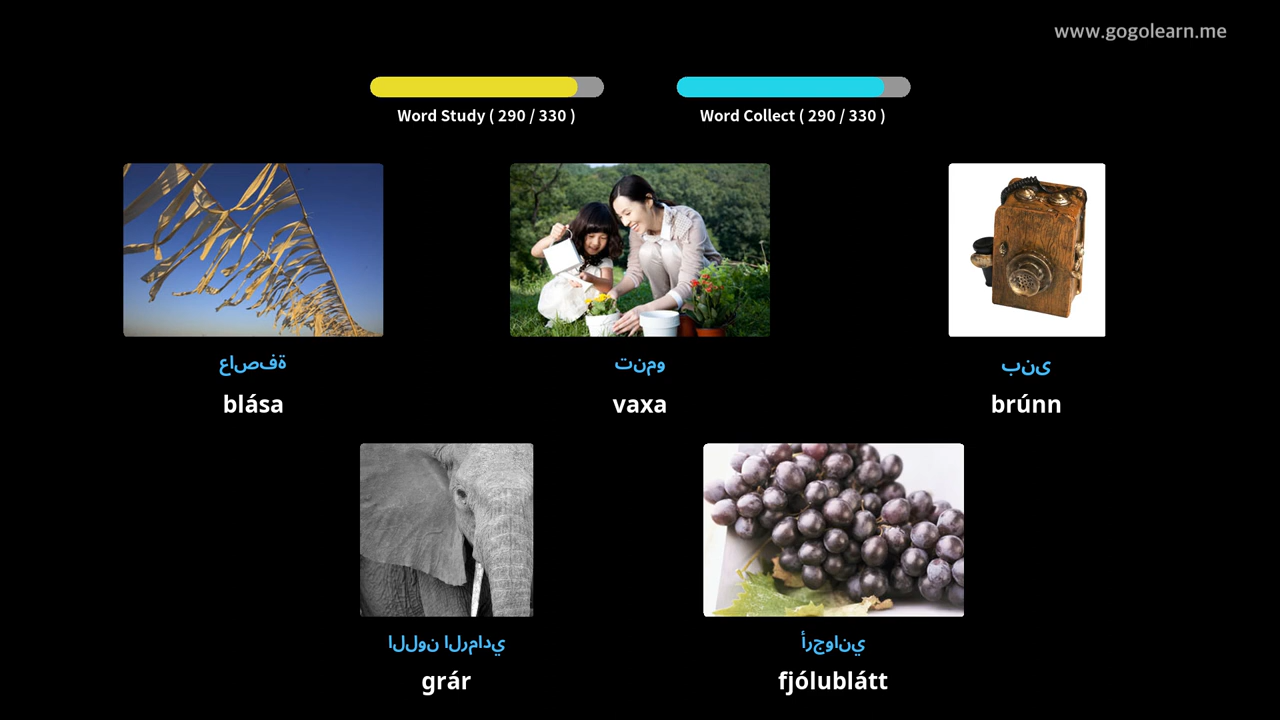 www.gogolearn.me
Word Study ( 290 / 330 )
Word Collect ( 290 / 330 )
عاصفة
blása
تنمو
vaxa
بنى
brúnn
اللون الرمادي
grár
أرجواني
fjólublátt